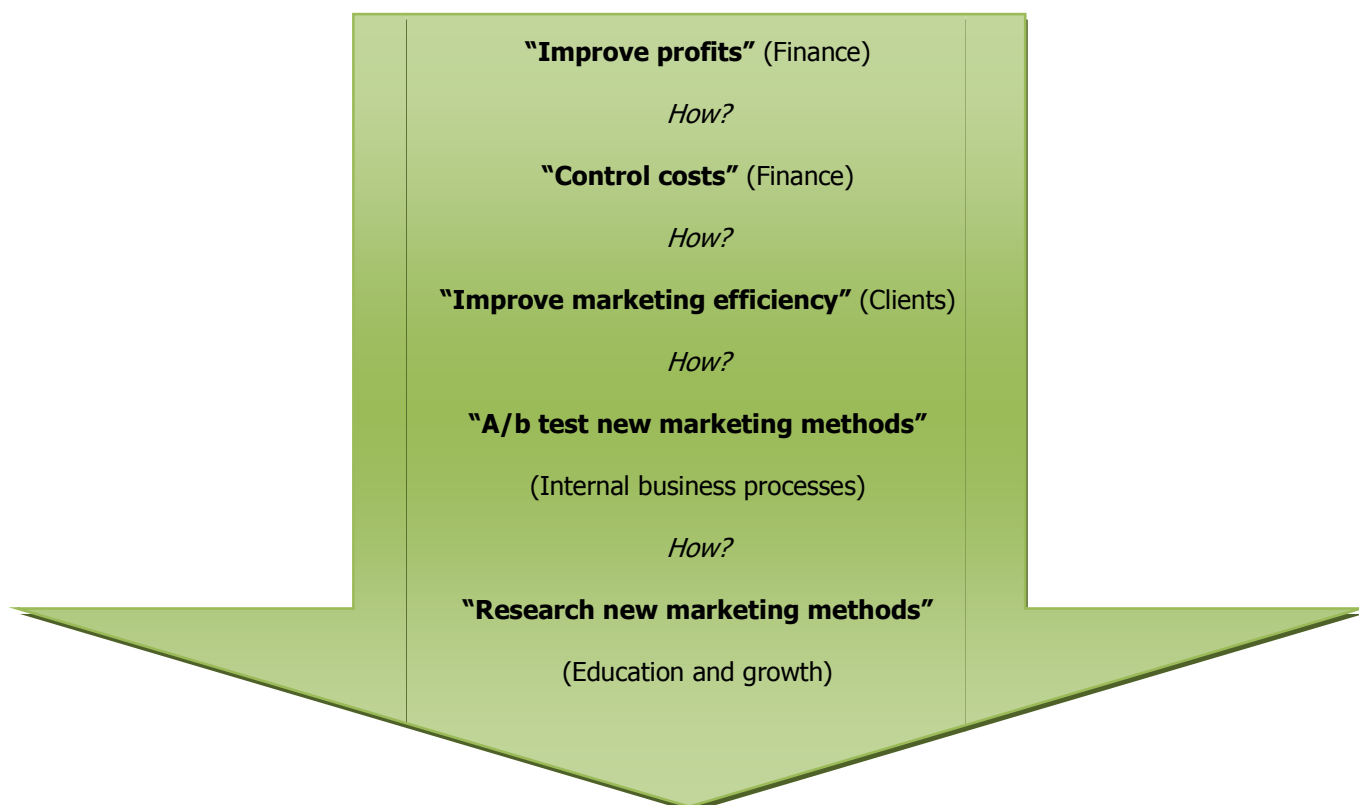 “Improve profits” (Finance)
How?
“Control costs” (Finance)
How?
“Improve marketing efficiency” (Clients)
How?
“A/b test new marketing methods”
(Internal business processes)
How?
“Research new marketing methods”
(Education and growth)